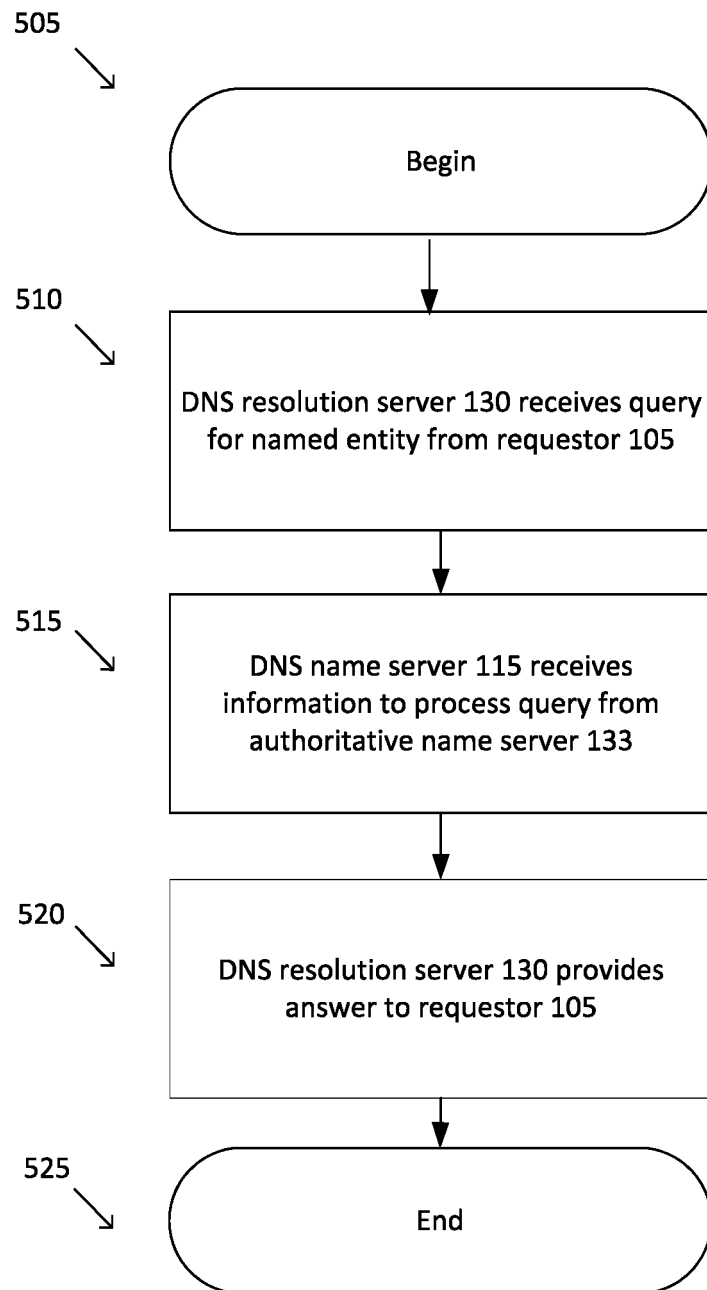 505
Begin
510
DNS resolution server 130 receives query
for named entity from requestor 105
515
DNS name server 115 receives
information to process query from
authoritative name server 133
520
DNS resolution server 130 provides
answer to requestor 105
525
End